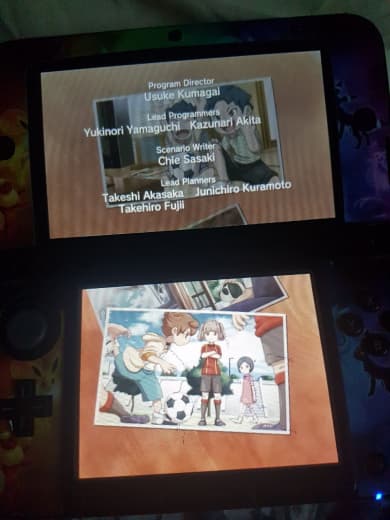 Program Director
Usuke Kumagai
Lead Programmers
Yukinori Yamaguchi Kazunari Akita
Scenario Writer
Chie Sasaki
Lead Planners
Takeshi Akasaka Junichiro Kuramoto
Takehiro Fujii